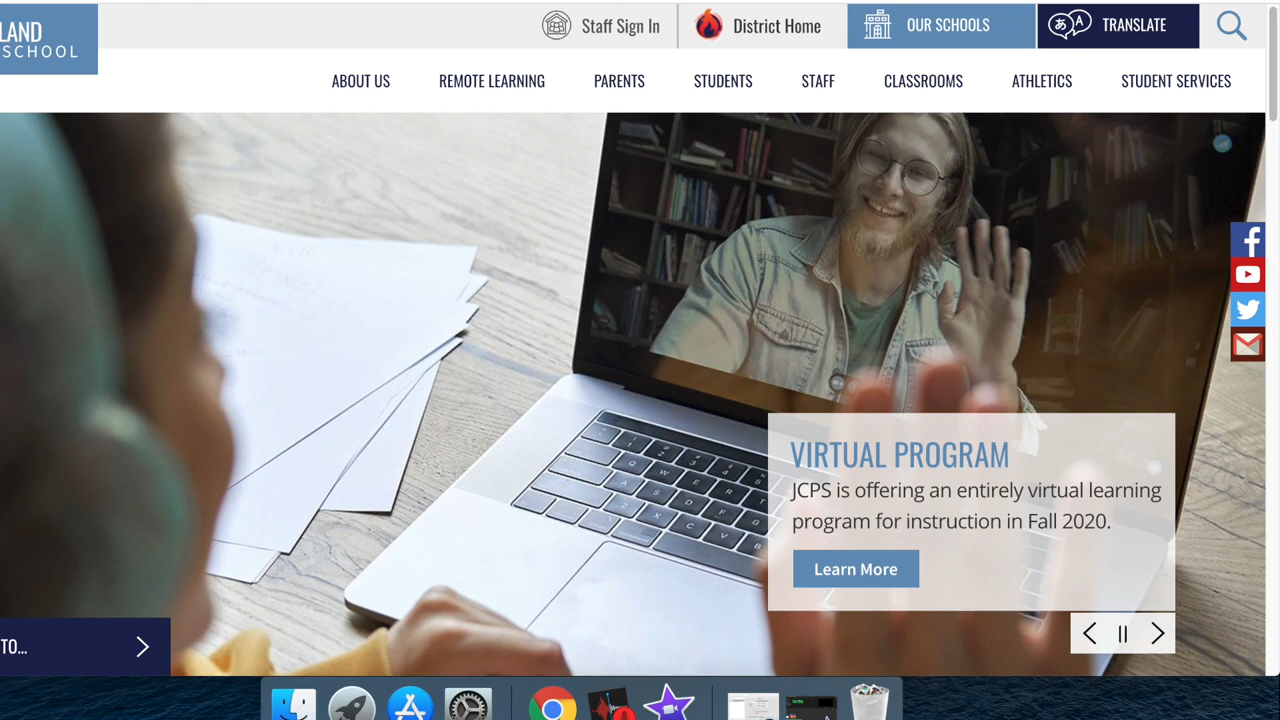 LAND
SCHOOL
Staff Sign In
District Home
OUR SCHOOLS
TRANSLATE
ABOUT US
REMOTE LEARNING
PARENTS
STUDENTS
STAFF
CLASSROOMS
ATHLETICS
STUDENT SERVICES
VIRTUAL PROGRAM
JCPS is offering an entirely virtual learning
program for instruction in Fall 2020.
Learn More
TO...